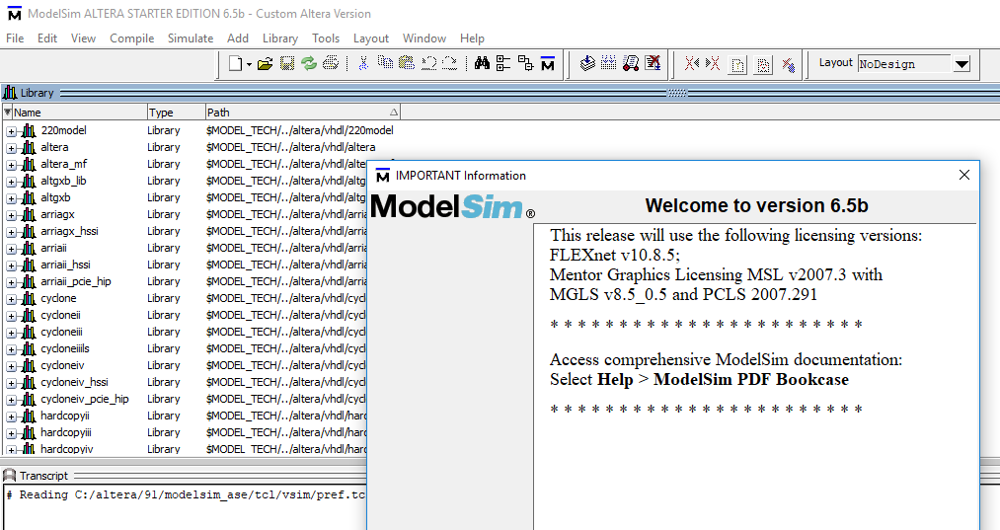 ModelSim ALTERA STARTER EDITION 6.5b - Custom Altera Version
File Edit View Compile Simulate Add Library Tools Layout Window Help
Layout NoDesign
Library
Name Type Path
220model Library $MODEL_TECH/../altera/vhdl/220model
altera Library $MODEL_TECH/../altera/vhdl/altera
altera_mf Library $MODEL_TECH/../altera/vhdl/alte
altgxb_lib Library $MODEL_TECH/../altera/vhdl/altg
altgxb Library $MODEL_TECH/../altera/vhdl/altg
arriagx Library $MODEL_TECH/../altera/vhdl/arria
arriagx_hssi Library $MODEL_TECH/../altera/vhdl/arria
arriaii Library $MODEL_TECH/../altera/vhdl/arria
arriaii_hssi Library $MODEL_TECH/../altera/vhdl/arria
arriaii_pcie_hip Library $MODEL_TECH/../altera/vhdl/arria
cyclone Library $MODEL_TECH/../altera/vhdl/cycl
cycloneii Library $MODEL_TECH/../altera/vhdl/cycl
cycloneiii Library $MODEL_TECH/../altera/vhdl/cycl
cycloneiiils Library $MODEL_TECH/../altera/vhdl/cycl
cycloneiv Library $MODEL_TECH/../altera/vhdl/cycl
cycloneiv_hssi Library $MODEL_TECH/../altera/vhdl/cycl
cycloneiv_pcie_hip Library $MODEL_TECH/../altera/vhdl/cycl
hardcopyii Library $MODEL_TECH/../altera/vhdl/hard
hardcopyiii Library $MODEL_TECH/../altera/vhdl/hard
hardcopyiv Library $MODEL_TECH/../altera/vhdl/hard
Transcript
# Reading C:/altera/91/modelsim_ase/tcl/vsim/pref.tc
IMPORTANT Information
ModelSim ®
Welcome to version 6.5b
This release will use the following licensing versions:
FLEXnet v10.8.5;
Mentor Graphics Licensing MSL v2007.3 with
MGLS v8.5_0.5 and PCLS 2007.291
* * * * * * * * * * * * * * * * * * * * * * *
Access comprehensive ModelSim documentation:
Select Help > ModelSim PDF Bookcase
* * * * * * * * * * * * * * * * * * * * * * *